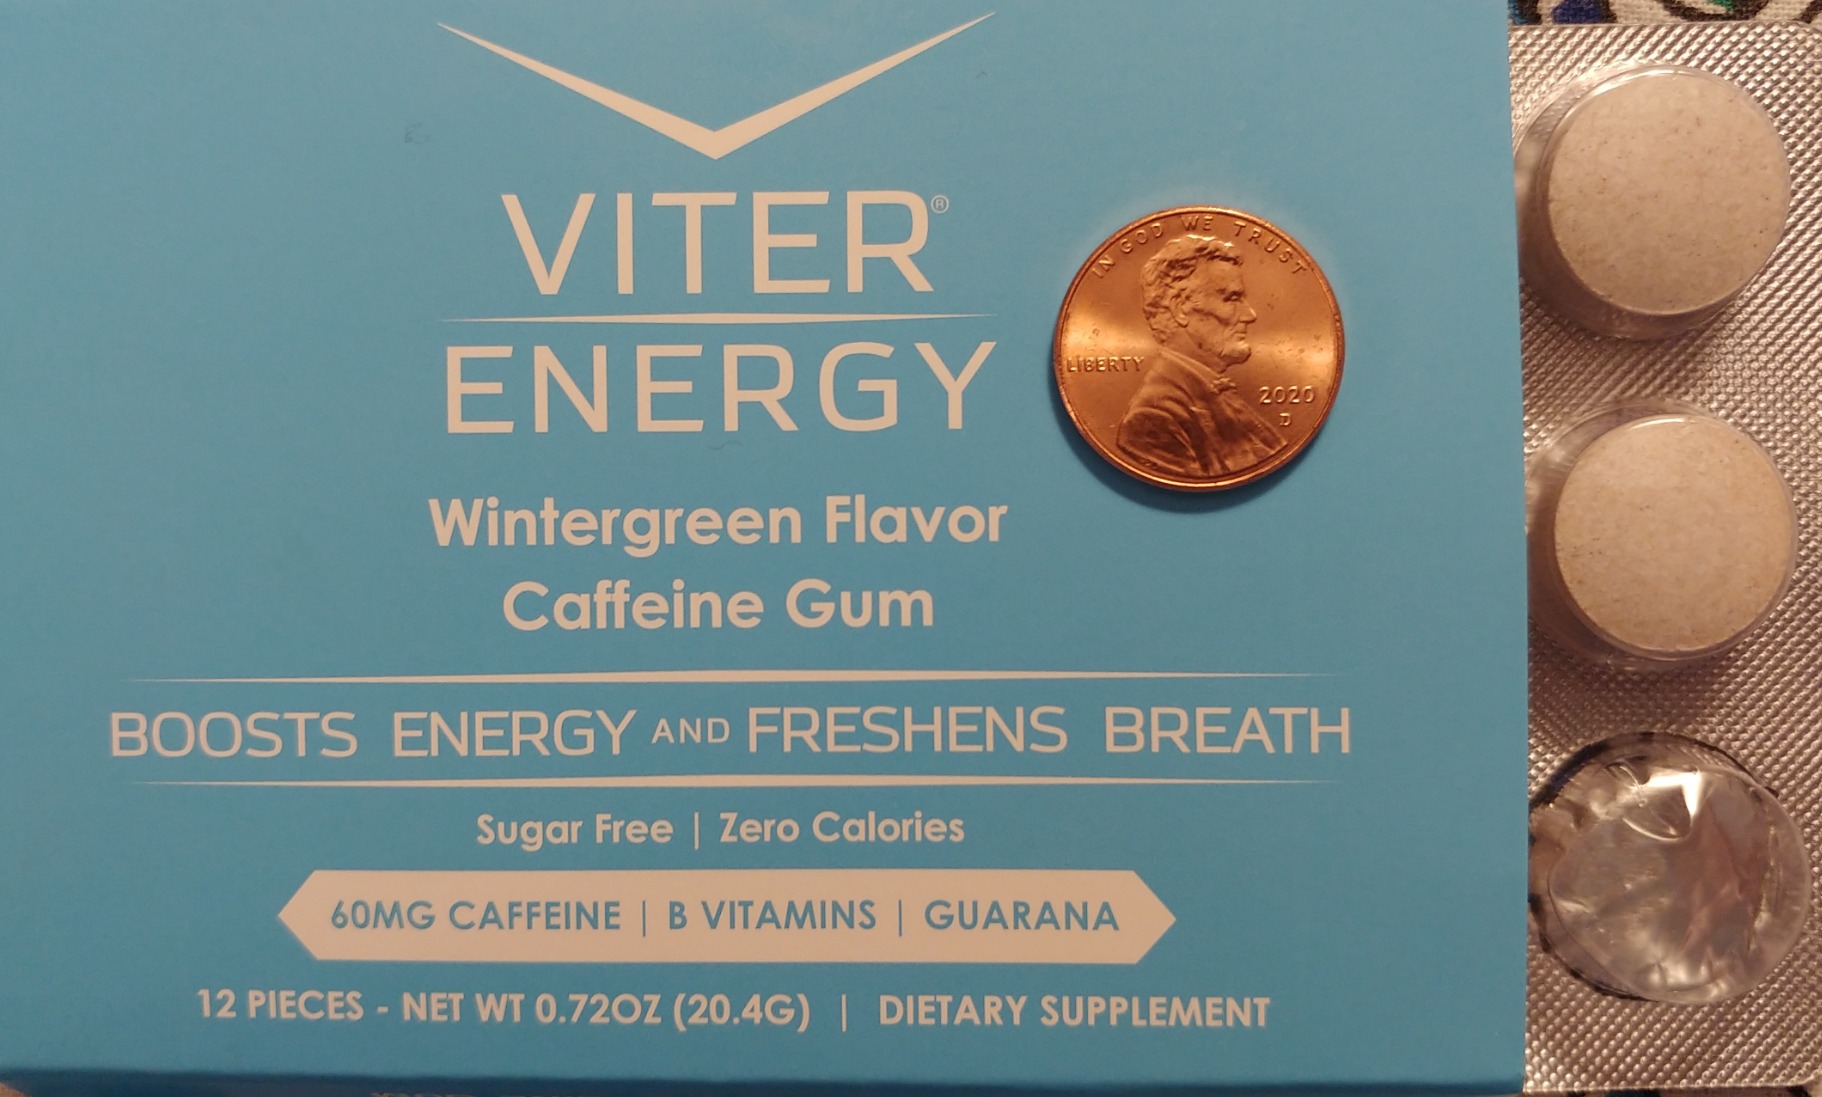 VITER®
ENERGY
Wintergreen Flavor
Caffeine Gum
BOOSTS ENERGY AND FRESHENS BREATH
Sugar Free | Zero Calories
60MG CAFFEINE | B VITAMINS | GUARANA
12 PIECES - NET WT 0.72OZ (20.4G) | DIETARY SUPPLEMENT
IN GOD WE TRUST
LIBERTY
2020
D